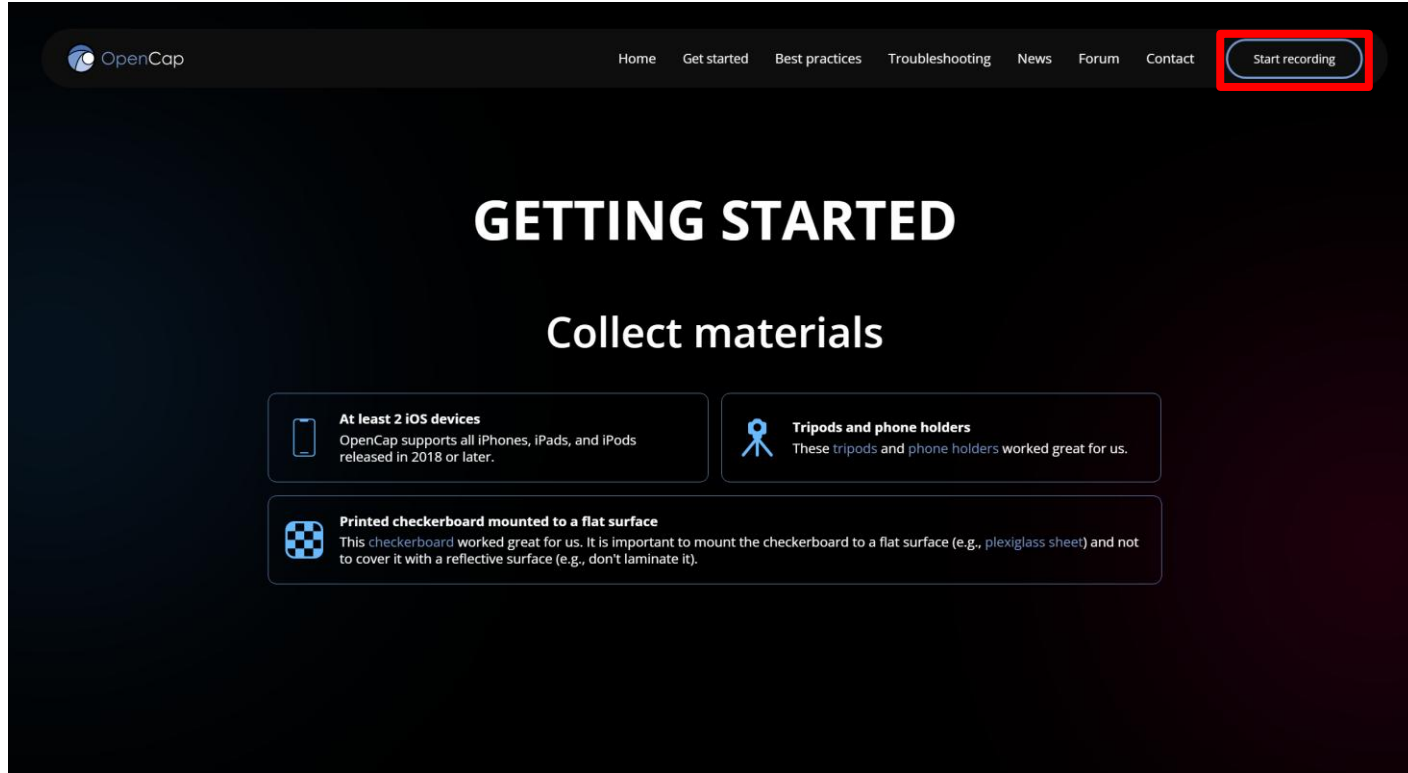 OpenCap
Home Get started Best practices Troubleshooting News Forum Contact Start recording
GETTING STARTED
Collect materials
At least 2 iOS devices
OpenCap supports all iPhones, iPads, and iPods
released in 2018 or later.
Tripods and phone holders
These tripods and phone holders worked great for us.
Printed checkerboard mounted to a flat surface
This checkerboard worked great for us. It is important to mount the checkerboard to a flat surface (e.g., plexiglass sheet) and not
to cover it with a reflective surface (e.g., don't laminate it).